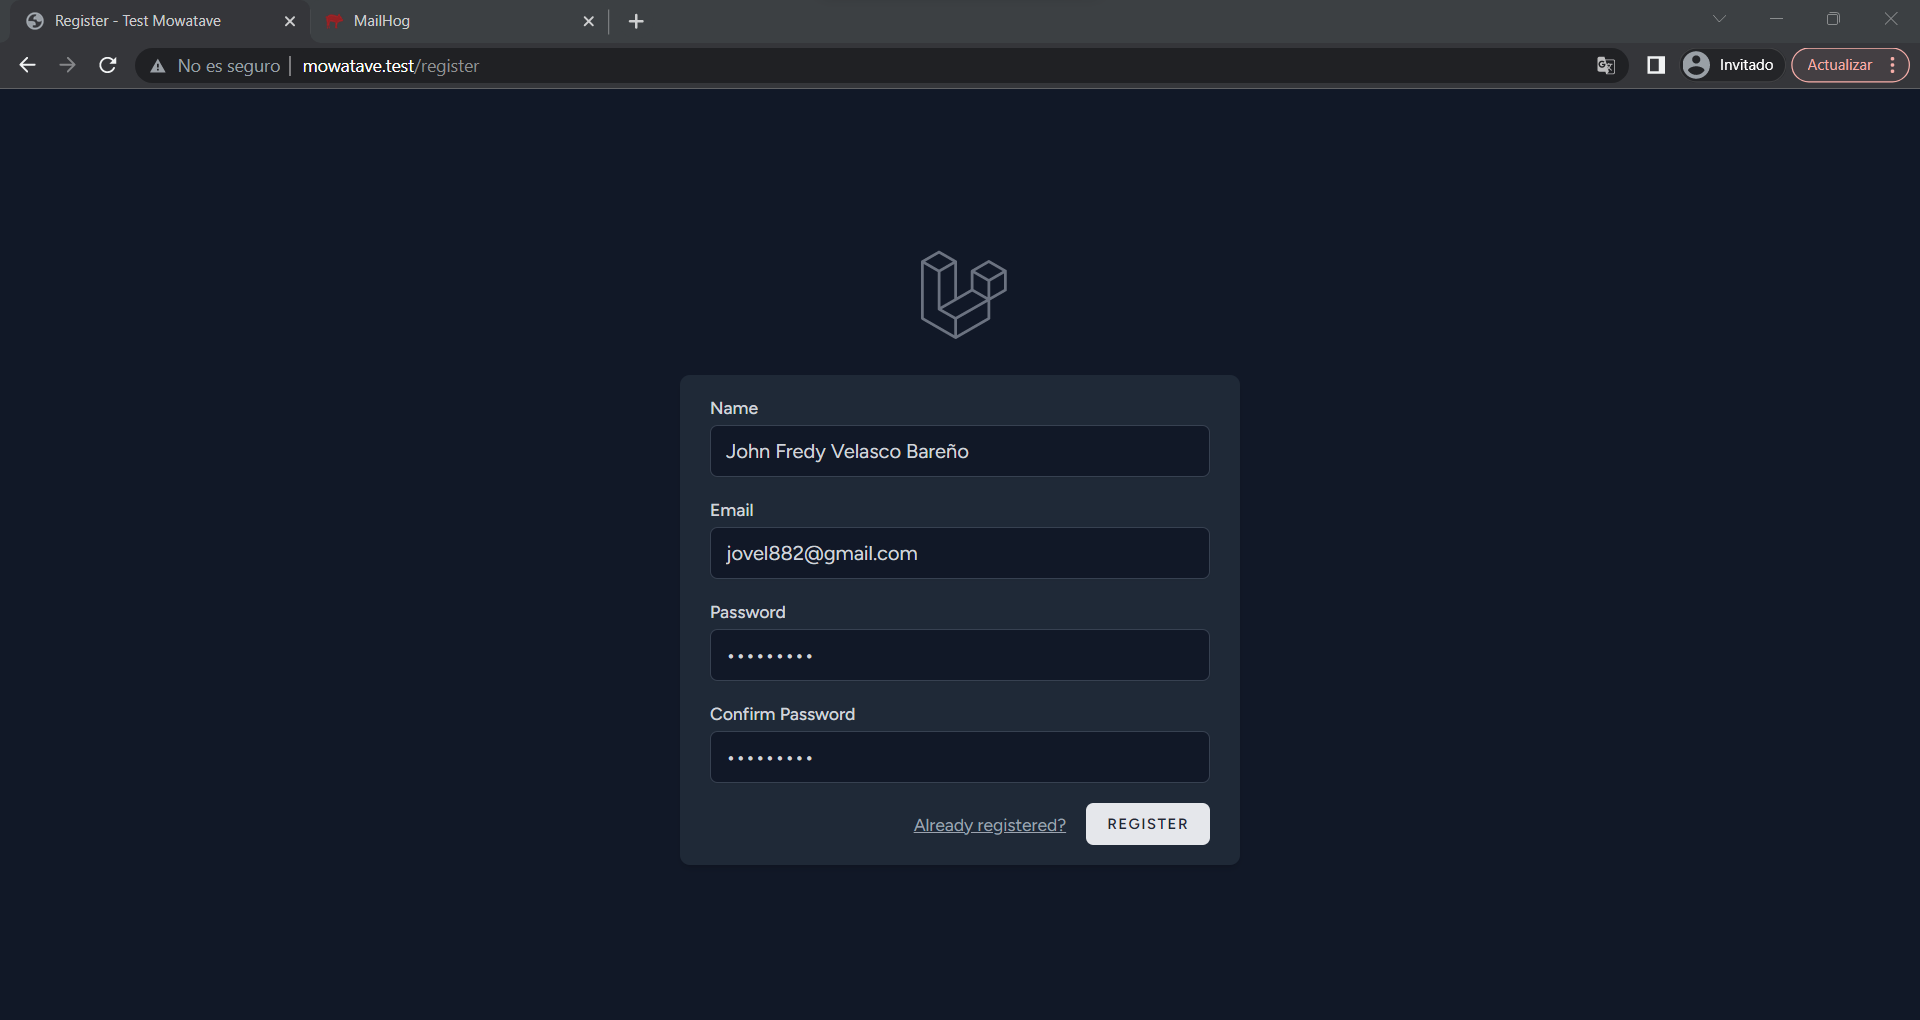 Register - Test Mowatave
MailHog
No es seguro
mowatave.test/register
Invitado
Actualizar
Name
John Fredy Velasco Bareño
Email
jovel882@gmail.com
Password
•••••••••
Confirm Password
•••••••••
Already registered?
REGISTER